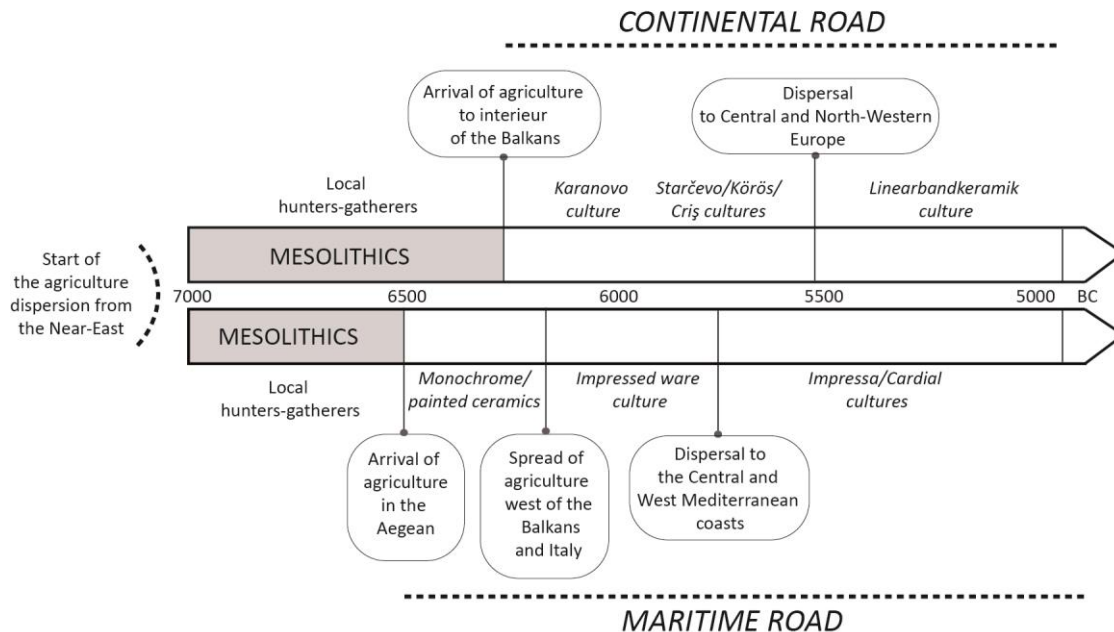 CONTINENTAL ROAD
Arrival of agriculture
to interieur
of the Balkans
Dispersal
to Central and North-Western
Europe
Local
hunters-gatherers
Karanovo
culture
Starčevo/Körös/
Criş cultures
Linearbandkeramik
culture
MESOLITHICS
Start of
the agriculture
dispersion from
the Near-East
7000 6500 6000 5500 5000 BC
MESOLITHICS
Local
hunters-gatherers
Monochrome/
painted ceramics
Impressed ware
culture
Impressa/Cardial
cultures
Arrival of
agriculture
in the
Aegean
Spread of
agriculture
west of the
Balkans
and Italy
Dispersal to
the Central and
West Mediterranean
coasts
MARITIME ROAD